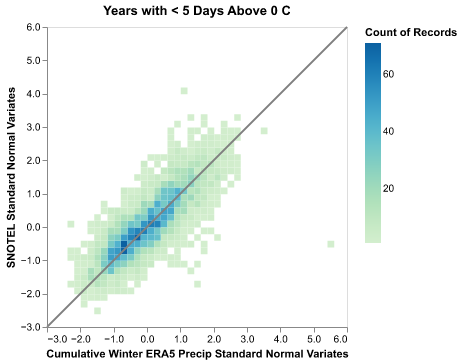 Years with < 5 Days Above 0 C
Count of Records
60
40
20
SNOTEL Standard Normal Variates
6.0
5.0
4.0
3.0
2.0
1.0
0.0
−1.0
−2.0
−3.0
−3.0 −2.0 −1.0 0.0 1.0 2.0 3.0 4.0 5.0 6.0
Cumulative Winter ERA5 Precip Standard Normal Variates